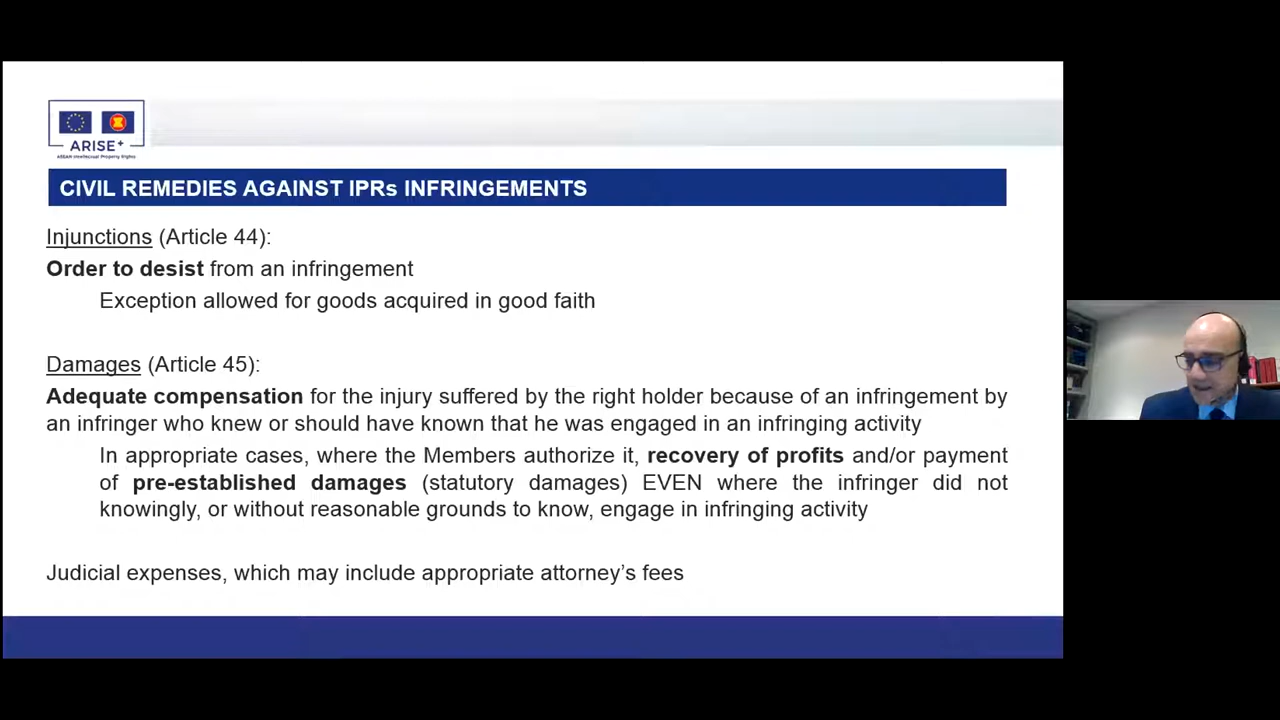 ARISE+
ASEAN Intellectual Property Rights
CIVIL REMEDIES AGAINST IPRs INFRINGEMENTS
Injunctions (Article 44):
Order to desist from an infringement
Exception allowed for goods acquired in good faith
Damages (Article 45):
Adequate compensation for the injury suffered by the right holder because of an infringement by
an infringer who knew or should have known that he was engaged in an infringing activity
In appropriate cases, where the Members authorize it, recovery of profits and/or payment
of pre-established damages (statutory damages) EVEN where the infringer did not
knowingly, or without reasonable grounds to know, engage in infringing activity
Judicial expenses, which may include appropriate attorney’s fees